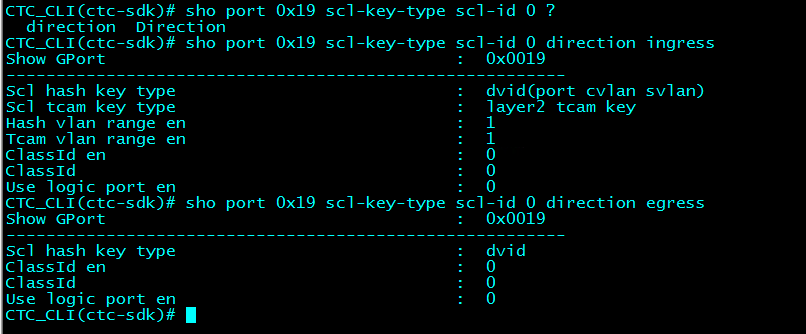 CTC_CLI(ctc-sdk)# sho port 0x19 scl-key-type scl-id 0 ?
  direction  Direction
CTC_CLI(ctc-sdk)# sho port 0x19 scl-key-type scl-id 0 direction ingress
Show GPort                                   :  0x0019
--------------------------------------------------------
Scl hash key type                            :  dvid(port cvlan svlan)
Scl tcam key type                            :  layer2 tcam key
Hash vlan range en                           :  1
Tcam vlan range en                           :  1
ClassId en                                   :  0
ClassId                                      :  0
Use logic port en                            :  0
CTC_CLI(ctc-sdk)# sho port 0x19 scl-key-type scl-id 0 direction egress
Show GPort                                   :  0x0019
--------------------------------------------------------
Scl hash key type                            :  dvid
ClassId en                                   :  0
ClassId                                      :  0
Use logic port en                            :  0
CTC_CLI(ctc-sdk)#